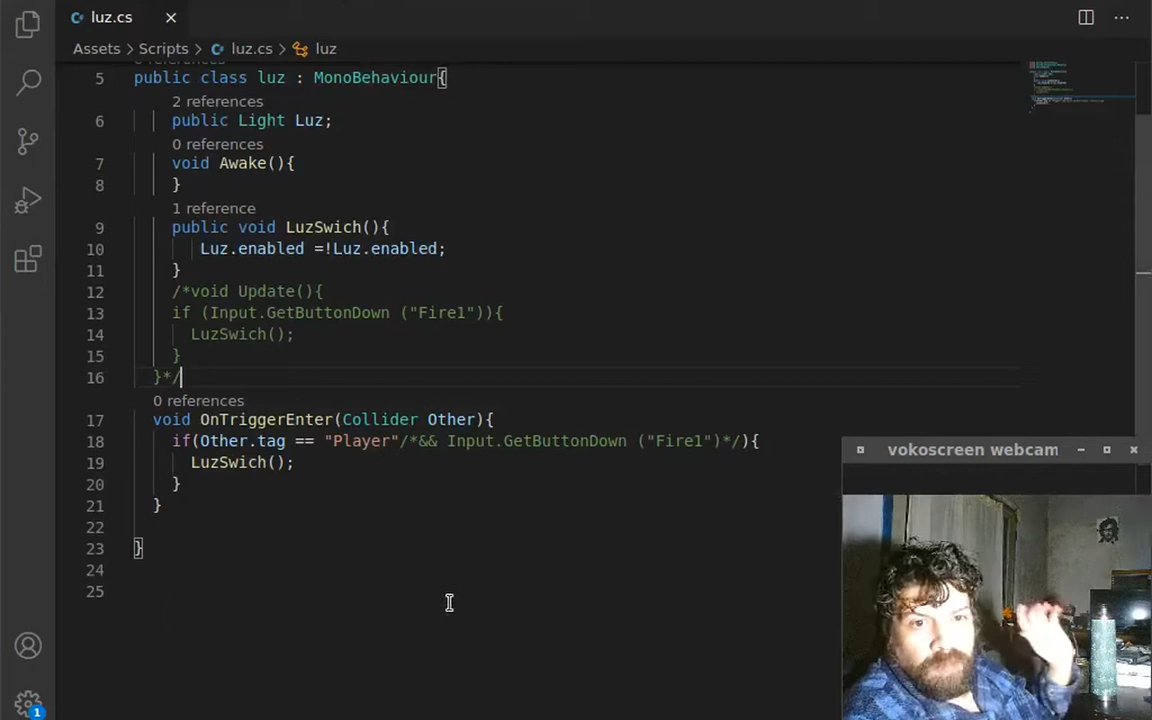 luz.cs
Assets > Scripts > luz.cs > luz
5 public class luz : MonoBehaviour{
2 references
6 public Light Luz;
0 references
7 void Awake(){
8 }
1 reference
9 public void LuzSwich(){
10 Luz.enabled =!Luz.enabled;
11 }
12 /*void Update(){
13 if (Input.GetButtonDown ("Fire1")){
14 LuzSwich();
15 }
16 }*/
0 references
17 void OnTriggerEnter(Collider Other){
18 if(Other.tag == "Player"/*&& Input.GetButtonDown ("Fire1")*/){
19 LuzSwich();
20 }
21 }
22
23 }
24
25
vokoscreen webcam
1